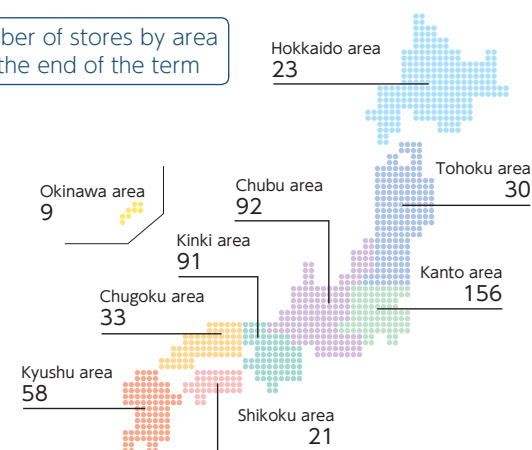 of stores by area
the end of the term
Hokkaido area
23
Tohoku area
30
Okinawa area
9
Chubu area
92
Kinki area
91
Kanto area
156
Chugoku area
33
Kyushu area
58
Shikoku area
21